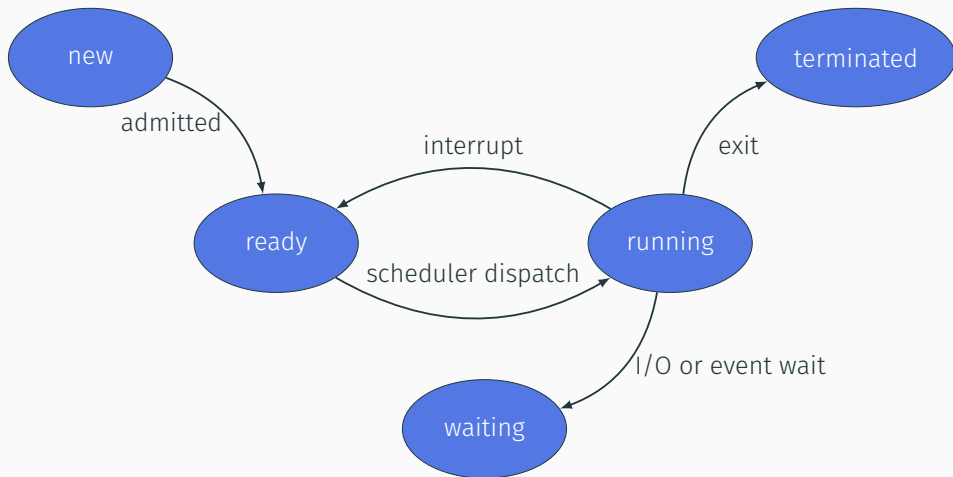 new
terminated
admitted
interrupt
exit
ready
running
scheduler dispatch
I/O or event wait
waiting